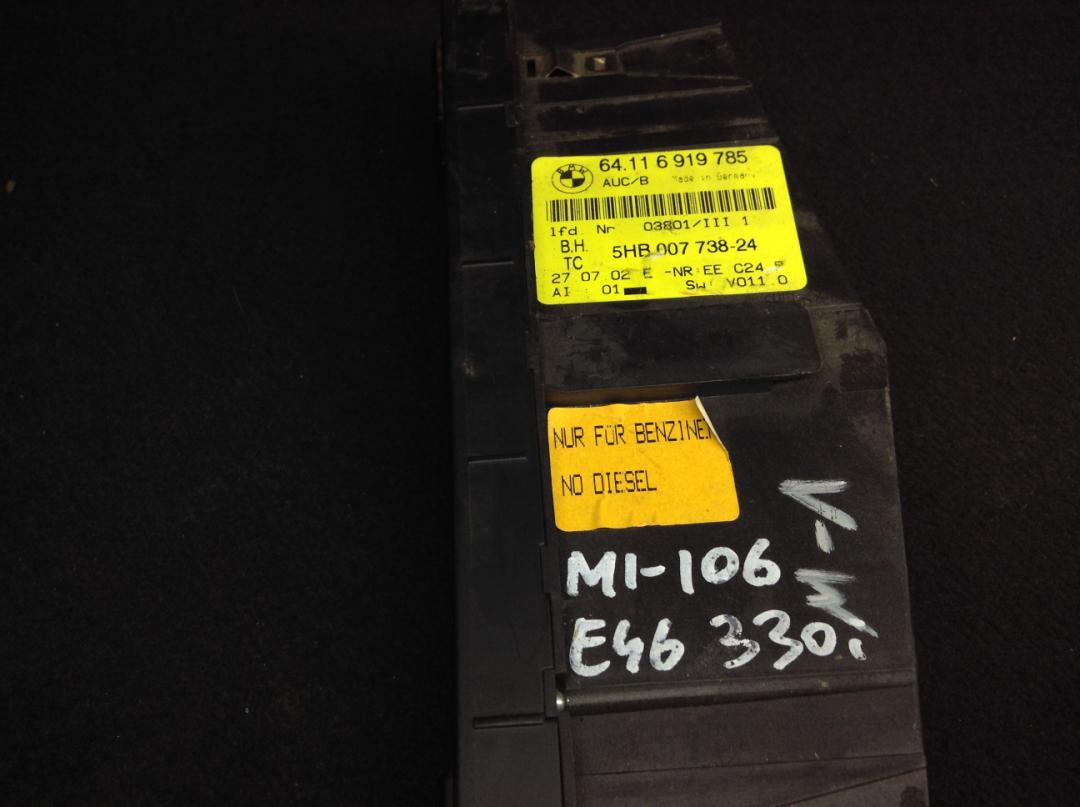 BMW
64.11 6 919 785
AUC/B Made in Germany
lfd. Nr 03801/III 1
B.H. 5HB 007 738-24
TC
27.07.02 E -NR:EE C24.
AI : 01 Sw: V011.0
NUR FÜR BENZINE
NO DIESEL
MI-106
E46 330i